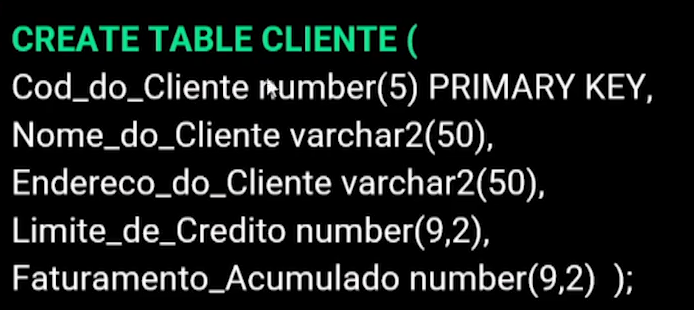 CREATE TABLE CLIENTE (
Cod_do_Cliente number(5) PRIMARY KEY,
Nome_do_Cliente varchar2(50),
Endereco_do_Cliente varchar2(50),
Limite_de_Credito number(9,2),
Faturamento_Acumulado number(9,2)  );